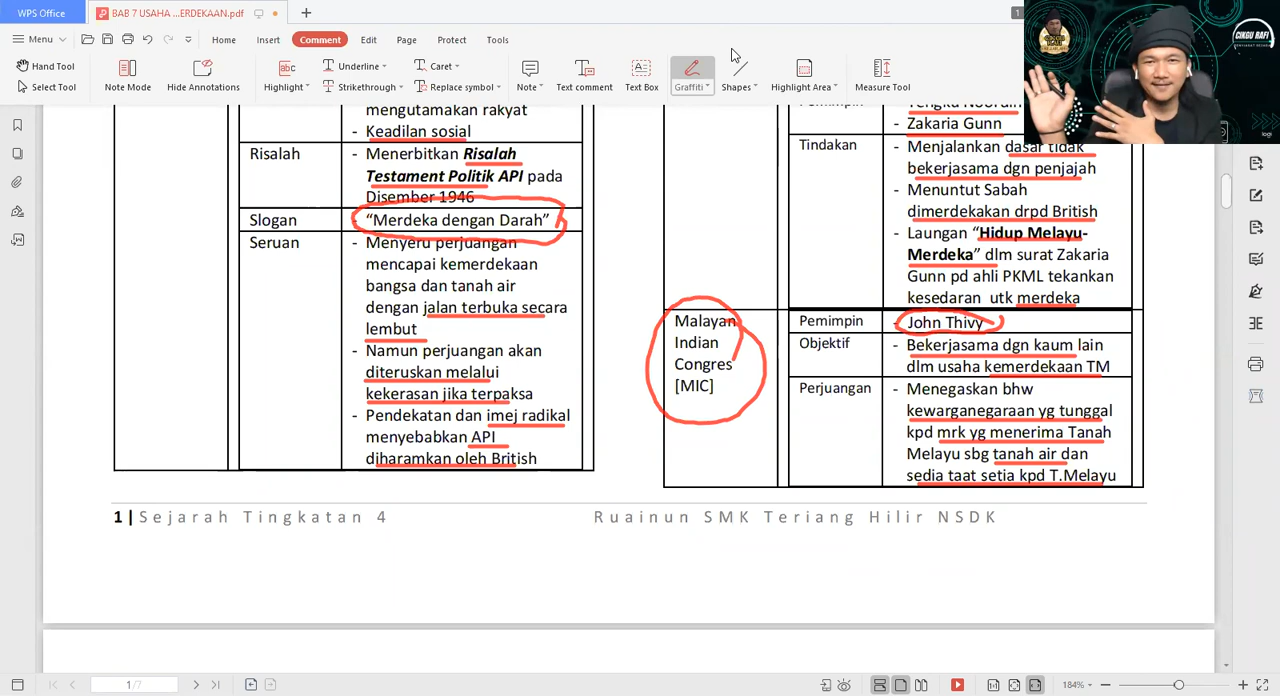 WPS Office
BAB 7 USAHA ...ERDEKAAN.pdf
1
Menu
Home
Insert
Comment
Edit
Page
Protect
Tools
Hand Tool
Select Tool
Note Mode
Hide Annotations
Highlight
Underline
Strikethrough
Caret
Replace symbol
Note
Text comment
Text Box
Graffiti
Shapes
Highlight Area
Measure Tool
CIKGU RAFI
logi
mengutamakan rakyat
- Keadilan sosial
Risalah
- Menerbitkan Risalah
Testament Politik API pada
Disember 1946
Slogan
- “Merdeka dengan Darah”
Seruan
- Menyeru perjuangan
mencapai kemerdekaan
bangsa dan tanah air
dengan jalan terbuka secara
lembut
- Namun perjuangan akan
diteruskan melalui
kekerasan jika terpaksa
- Pendekatan dan imej radikal
menyebabkan API
diharamkan oleh British
- Zakaria Gunn
Tindakan
- Menjalankan dasar tidak
bekerjasama dgn penjajah
- Menuntut Sabah
dimerdekakan drpd British
- Laungan “Hidup Melayu-
Merdeka” dlm surat Zakaria
Gunn pd ahli PKML tekankan
kesedaran utk merdeka
Malayan
Indian
Congres
[MIC]
Pemimpin
- John Thivy
Objektif
- Bekerjasama dgn kaum lain
dlm usaha kemerdekaan TM
Perjuangan
- Menegaskan bhw
kewarganegaraan yg tunggal
kpd mrk yg menerima Tanah
Melayu sbg tanah air dan
sedia taat setia kpd T.Melayu
1|Sejarah Tingkatan 4
Ruainun SMK Teriang Hilir NSDK
1/7
184%